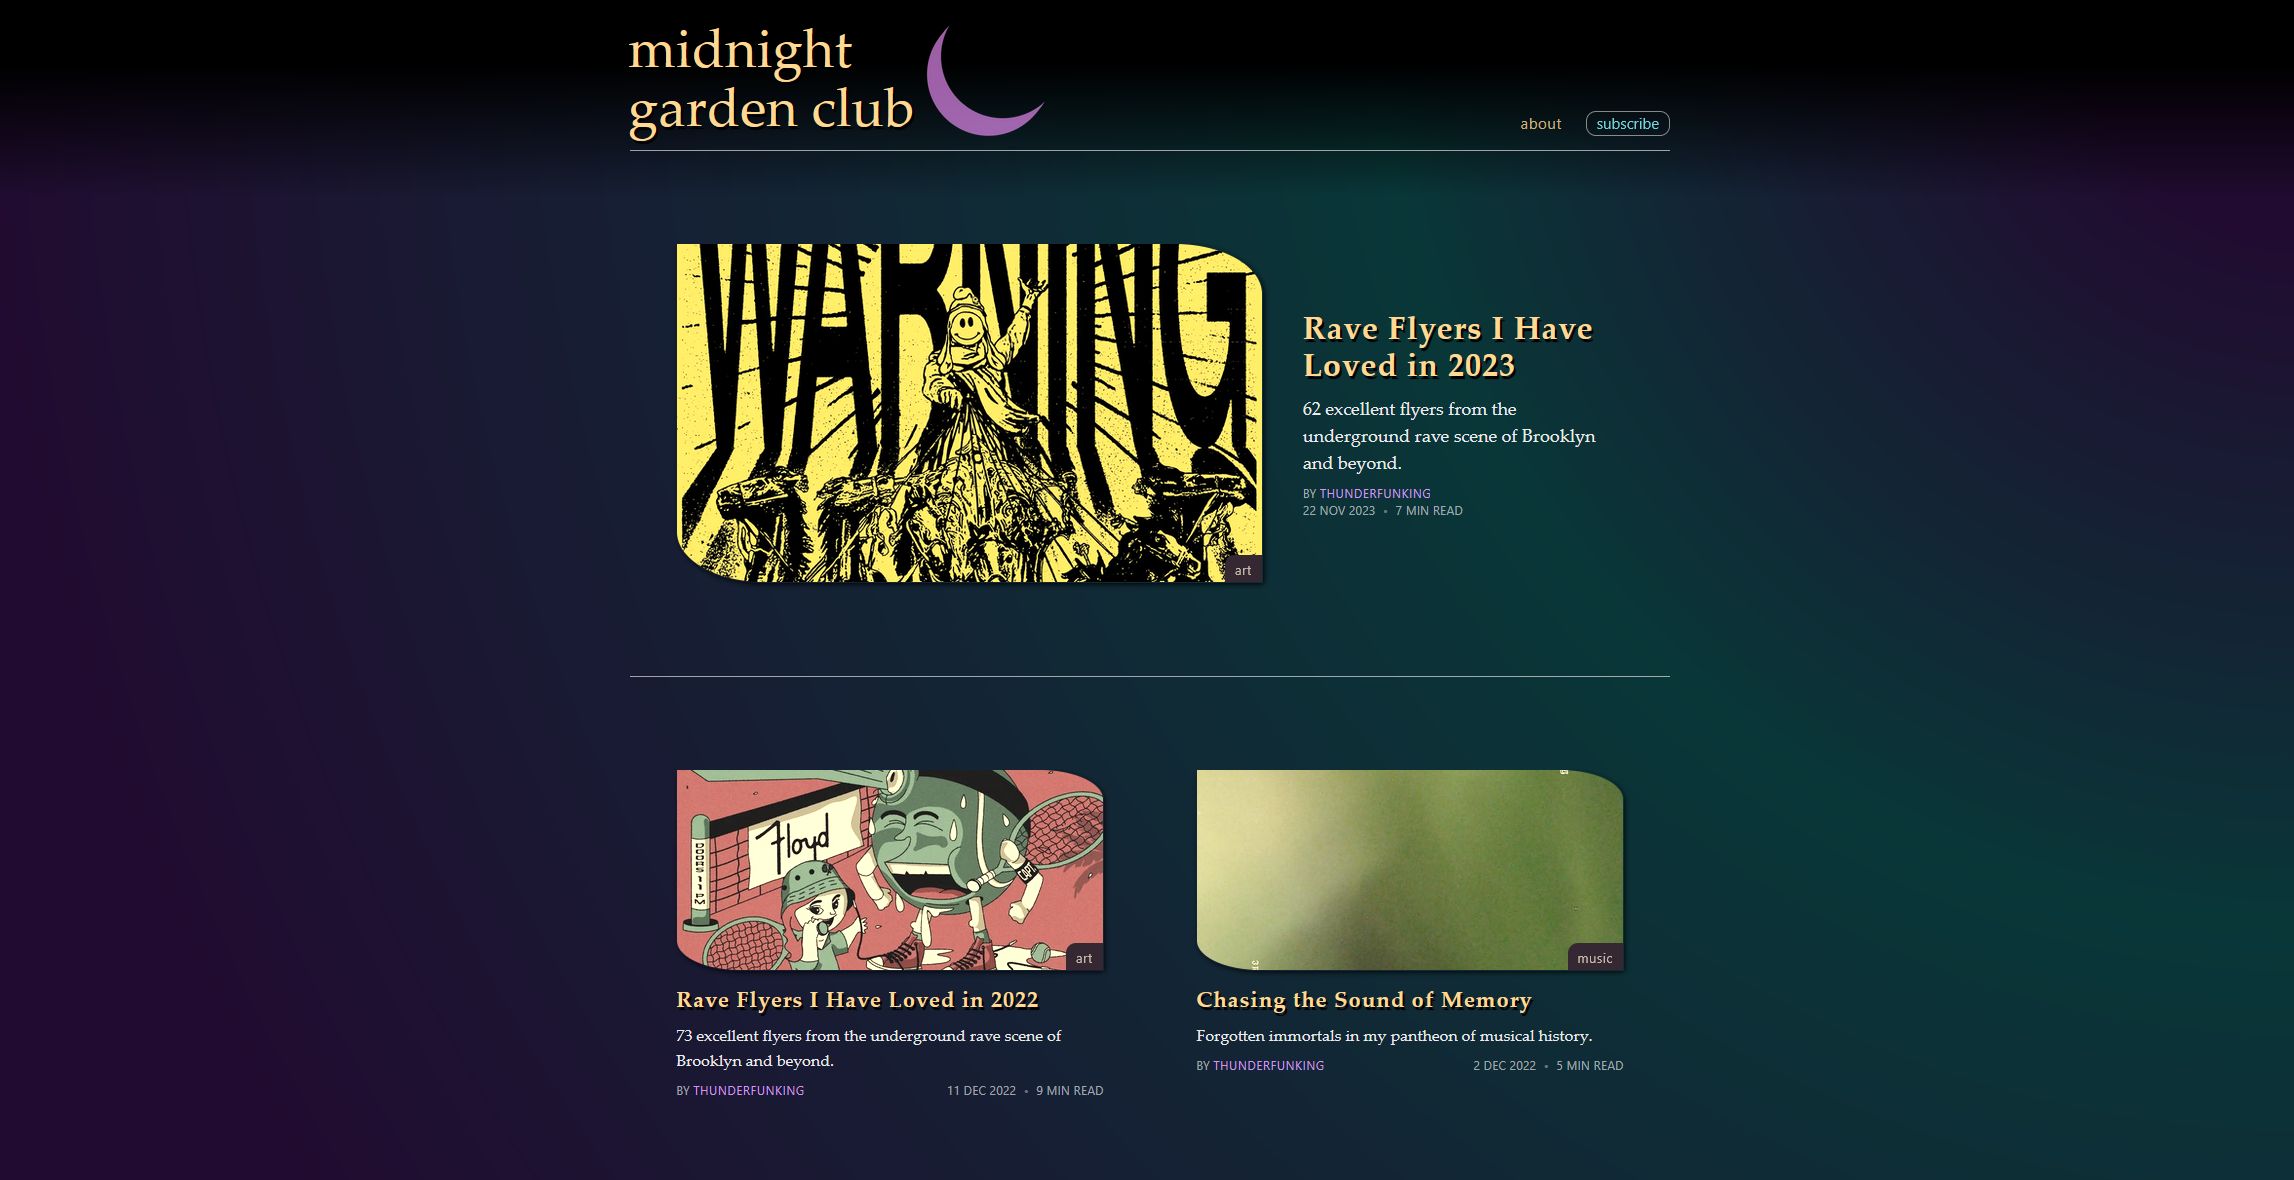 midnight
garden club
about
subscribe
WARNING
art
Rave Flyers I Have
Loved in 2023
62 excellent flyers from the
underground rave scene of Brooklyn
and beyond.
BY THUNDERFUNKING
22 NOV 2023 • 7 MIN READ
Floyd
DOORS 11 PM
CAPT.
art
music
Rave Flyers I Have Loved in 2022
73 excellent flyers from the underground rave scene of
Brooklyn and beyond.
BY THUNDERFUNKING
11 DEC 2022 • 9 MIN READ
Chasing the Sound of Memory
Forgotten immortals in my pantheon of musical history.
BY THUNDERFUNKING
2 DEC 2022 • 5 MIN READ